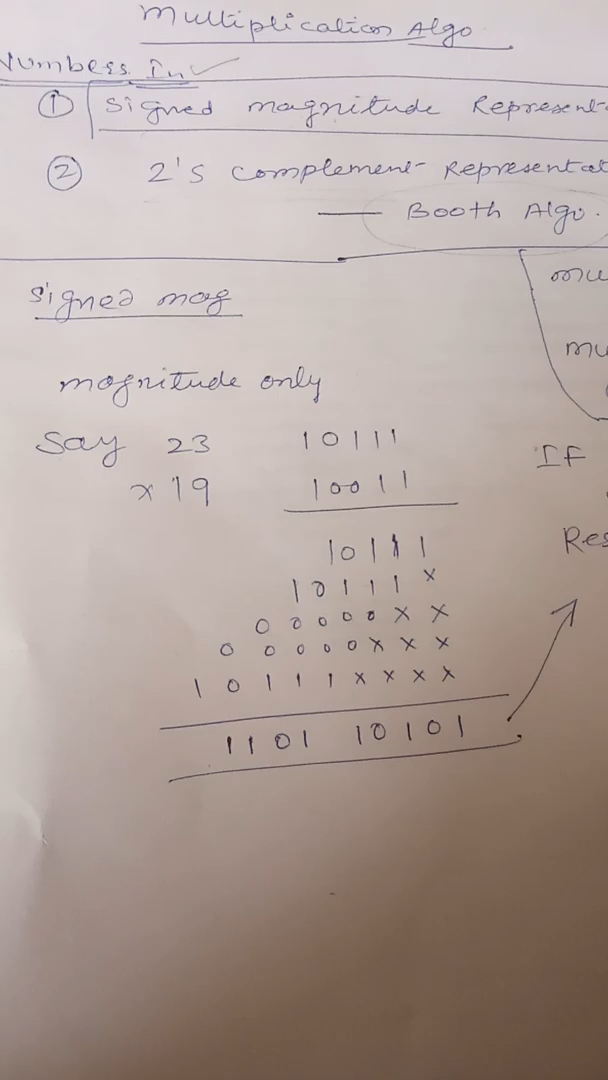 Multiplication Algo
Numbers In ✓
① Signed magnitude Represent
② 2's complement Representat
— Booth Algo.
Signed mag
mu
mu
magnitude only
Say 23 10111
x 19 10011
If
10111
Res
10111 x
00000 x x
00000 x x x
10111 x x x x
1101 10101